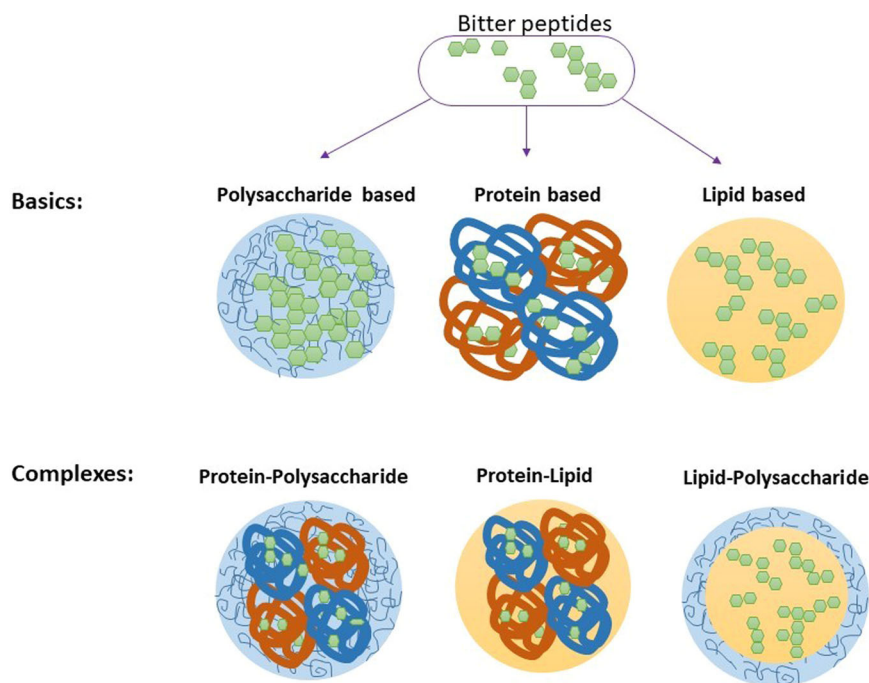 Bitter peptides
Basics:
Polysaccharide based
Protein based
Lipid based
Complexes:
Protein-Polysaccharide
Protein-Lipid
Lipid-Polysaccharide